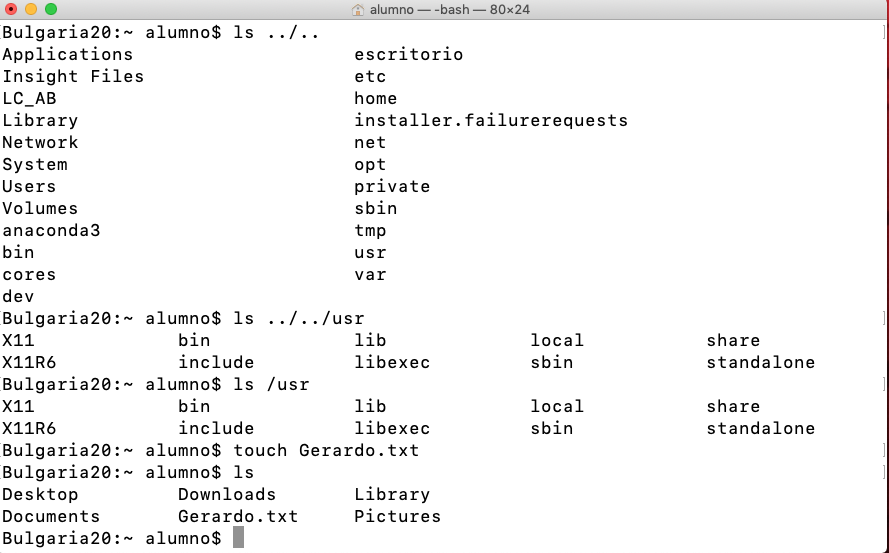 alumno — -bash — 80×24
Bulgaria20:~ alumno$ ls ../..
Applications escritorio
Insight Files etc
LC_AB home
Library installer.failurerequests
Network net
System opt
Users private
Volumes sbin
anaconda3 tmp
bin usr
cores var
dev
Bulgaria20:~ alumno$ ls ../../usr
X11 bin lib local share
X11R6 include libexec sbin standalone
Bulgaria20:~ alumno$ ls /usr
X11 bin lib local share
X11R6 include libexec sbin standalone
Bulgaria20:~ alumno$ touch Gerardo.txt
Bulgaria20:~ alumno$ ls
Desktop Downloads Library
Documents Gerardo.txt Pictures
Bulgaria20:~ alumno$